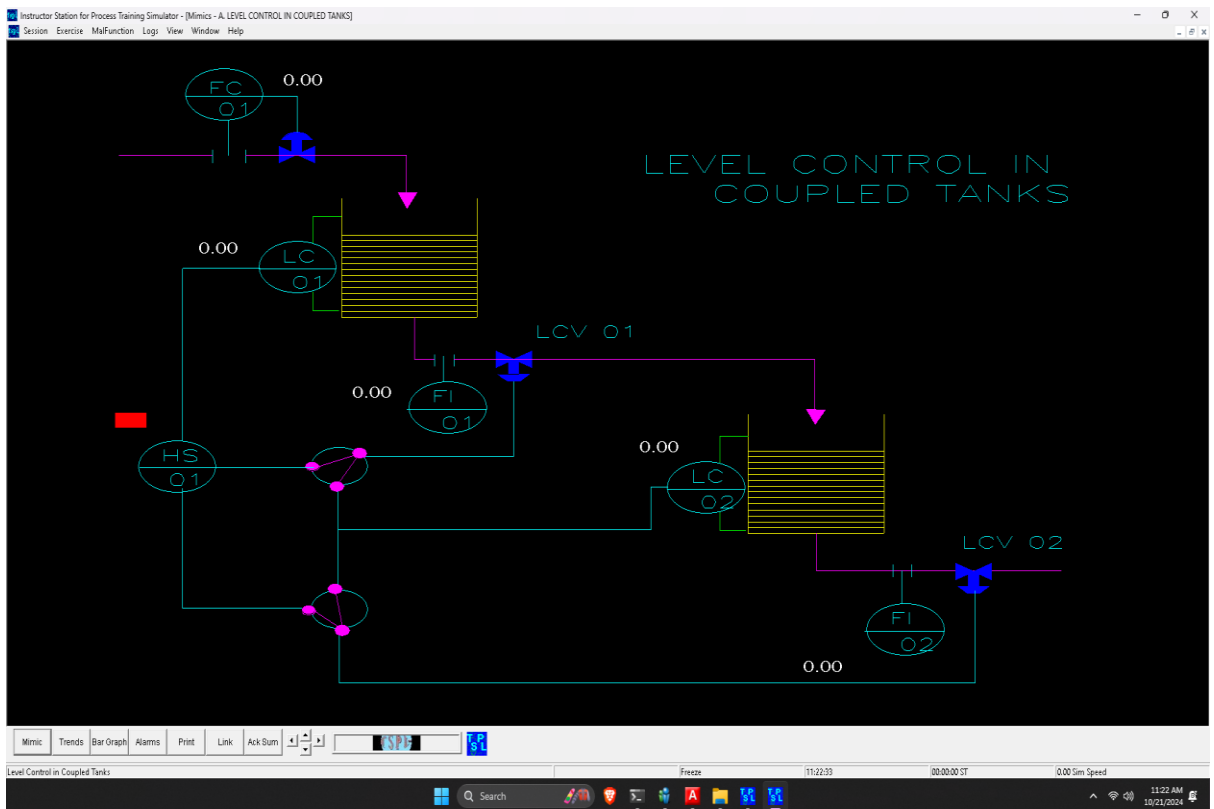 Instructor Station for Process Training Simulator - [Mimics - A. LEVEL CONTROL IN COUPLED TANKS]
Session Exercise MalFunction Logs View Window Help
FC 01
0.00
LEVEL CONTROL IN
COUPLED TANKS
0.00
LC 01
LCV 01
0.00
FI 01
HS 01
0.00
LC 02
LCV 02
FI 02
0.00
Mimic Trends Bar Graph Alarms Print Link Ack Sum
TPSL
Level Control in Coupled Tanks Freeze 11:22:33 00:00:00 ST 0.00 Sim Speed
Search
11:22 AM
10/21/2024